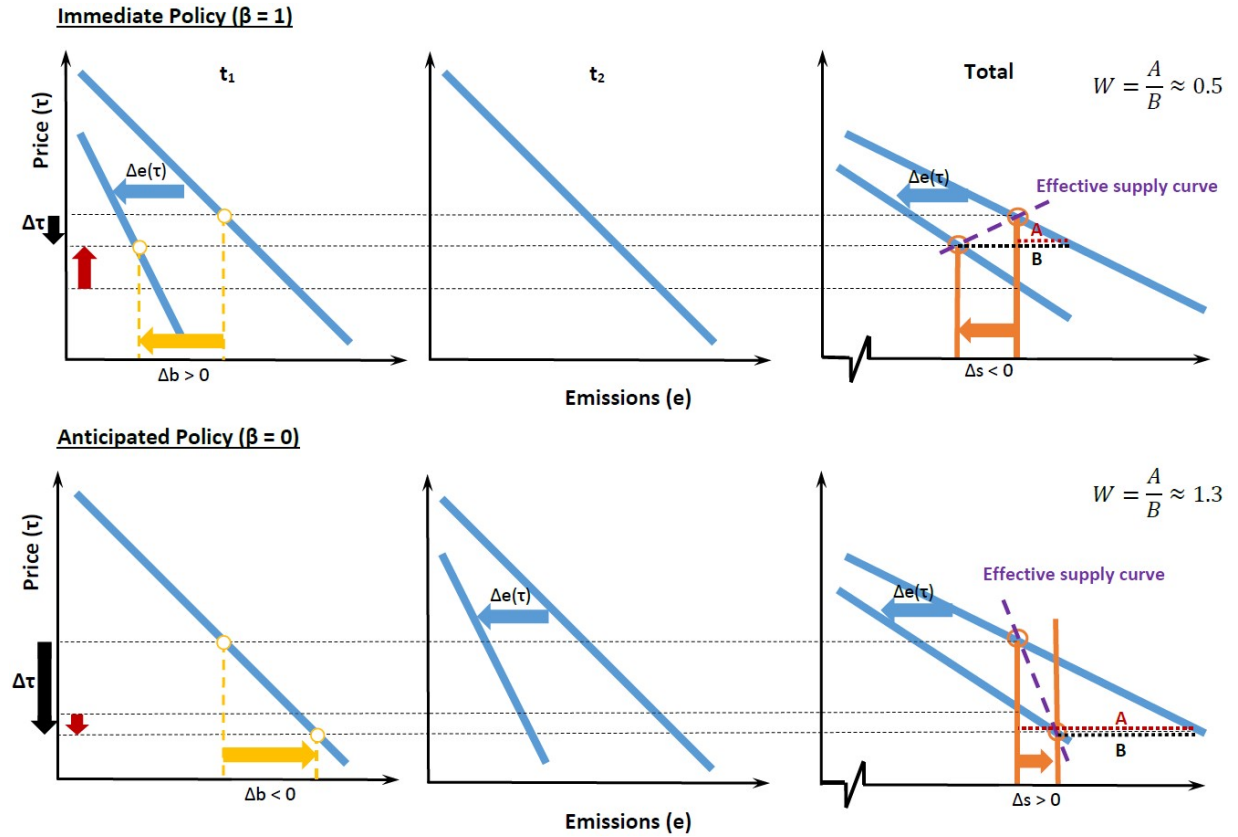 Immediate Policy (β = 1)
t₁
t₂
Total
W = A/B ≈ 0.5
Price (τ)
Δe(τ)
Δe(τ)
Effective supply curve
Δτ
A
B
Δb > 0
Δs < 0
Emissions (e)
Anticipated Policy (β = 0)
W = A/B ≈ 1.3
Price (τ)
Effective supply curve
Δe(τ)
Δe(τ)
Δτ
A
B
Δb < 0
Δs > 0
Emissions (e)